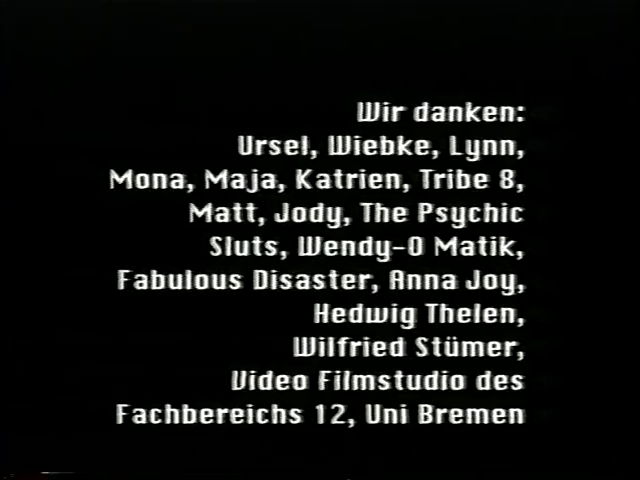 Wir danken:
Ursel, Wiebke, Lynn,
Mona, Maja, Katrien, Tribe 8,
Matt, Jody, The Psychic
Sluts, Wendy-O Matik,
Fabulous Disaster, Anna Joy,
Hedwig Thelen,
Wilfried Stümer,
Video Filmstudio des
Fachbereichs 12, Uni Bremen